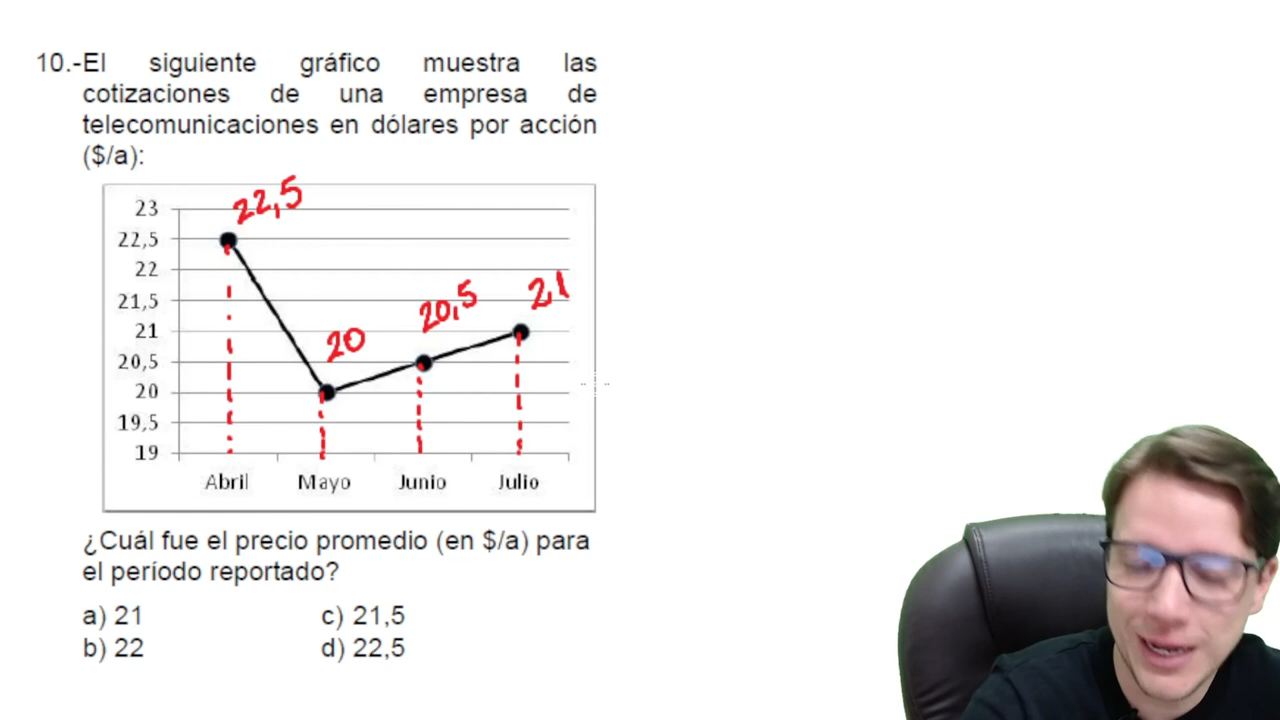 10.-El siguiente gráfico muestra las
cotizaciones de una empresa de
telecomunicaciones en dólares por acción
($/a):
23
22,5
22
21,5
21
20,5
20
19,5
19
22,5
20
20,5
21
Abril Mayo Junio Julio
¿Cuál fue el precio promedio (en $/a) para
el período reportado?
a) 21 c) 21,5
b) 22 d) 22,5